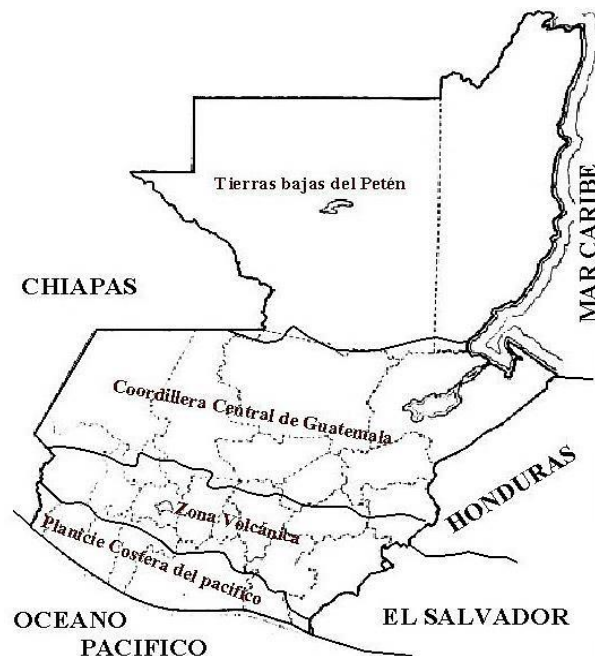 Tierras bajas del Petén
MAR CARIBE
CHIAPAS
Coordillera Central de Guatemala
HONDURAS
Zona Volcánica
Planicie Costera del pacifico
OCEANO
PACIFICO
EL SALVADOR